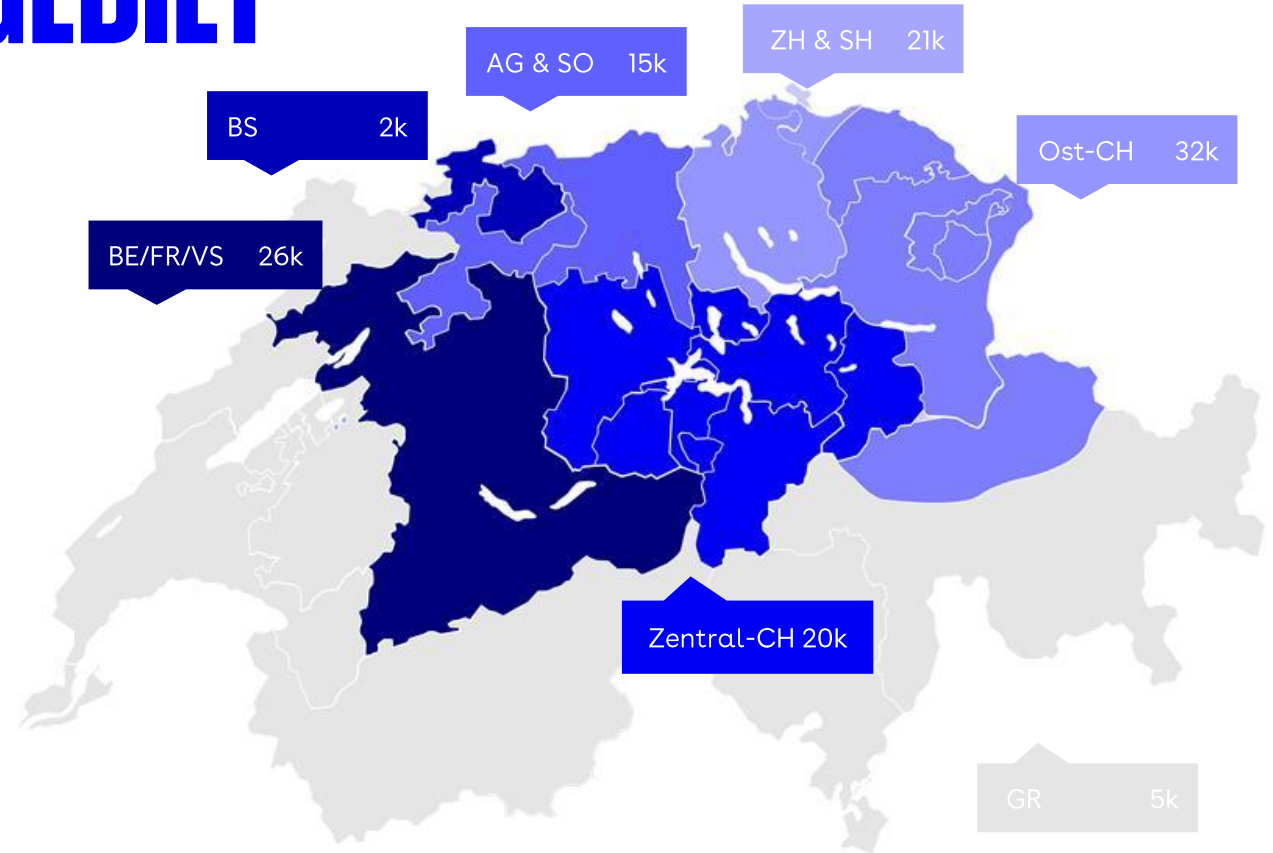 GEBIET
ZH & SH 21k
AG & SO 15k
BS 2k
Ost-CH 32k
BE/FR/VS 26k
Zentral-CH 20k
GR 5k